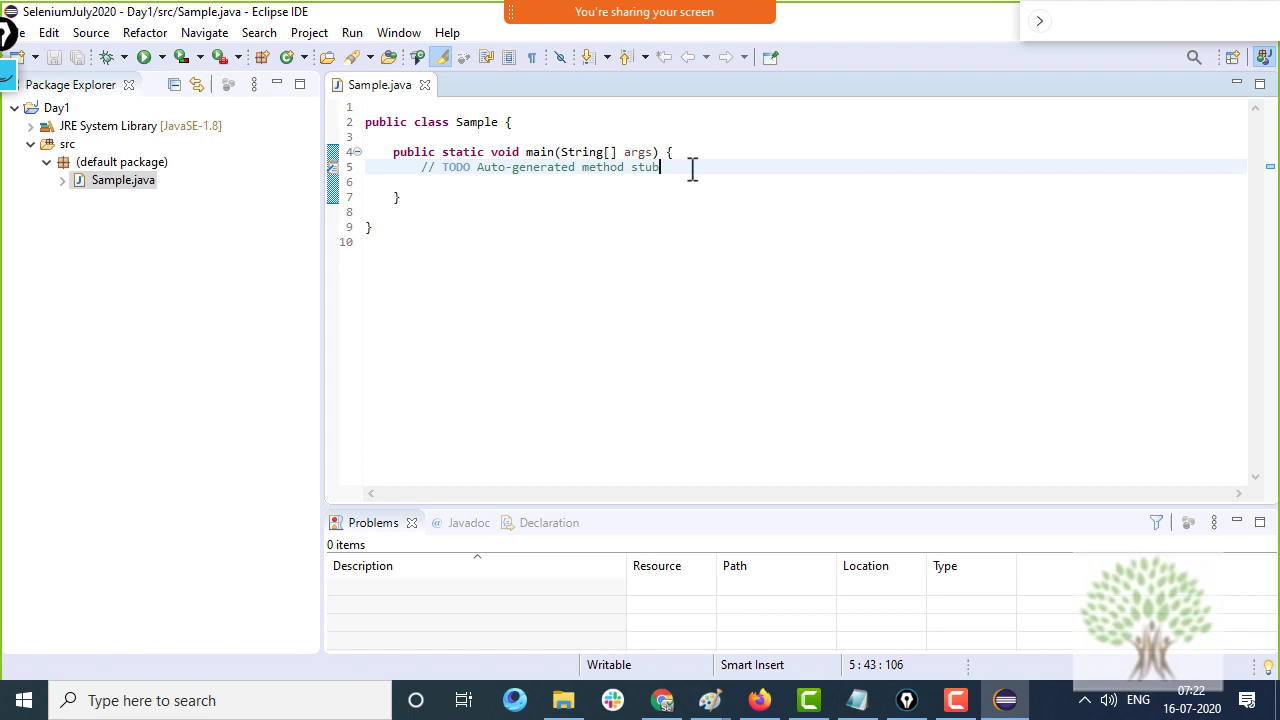 SeleniumJuly2020 - Day1/src/Sample.java - Eclipse IDE
You're sharing your screen
Edit Source Refactor Navigate Search Project Run Window Help
Package Explorer
Sample.java
Day1
JRE System Library [JavaSE-1.8]
src
(default package)
Sample.java
1
2 public class Sample {
3
4 public static void main(String[] args) {
5 // TODO Auto-generated method stub
6
7 }
8
9 }
10
Problems Javadoc Declaration
0 items
Description Resource Path Location Type
Writable Smart Insert 5 : 43 : 106
Type here to search
ENG
07:22
16-07-2020